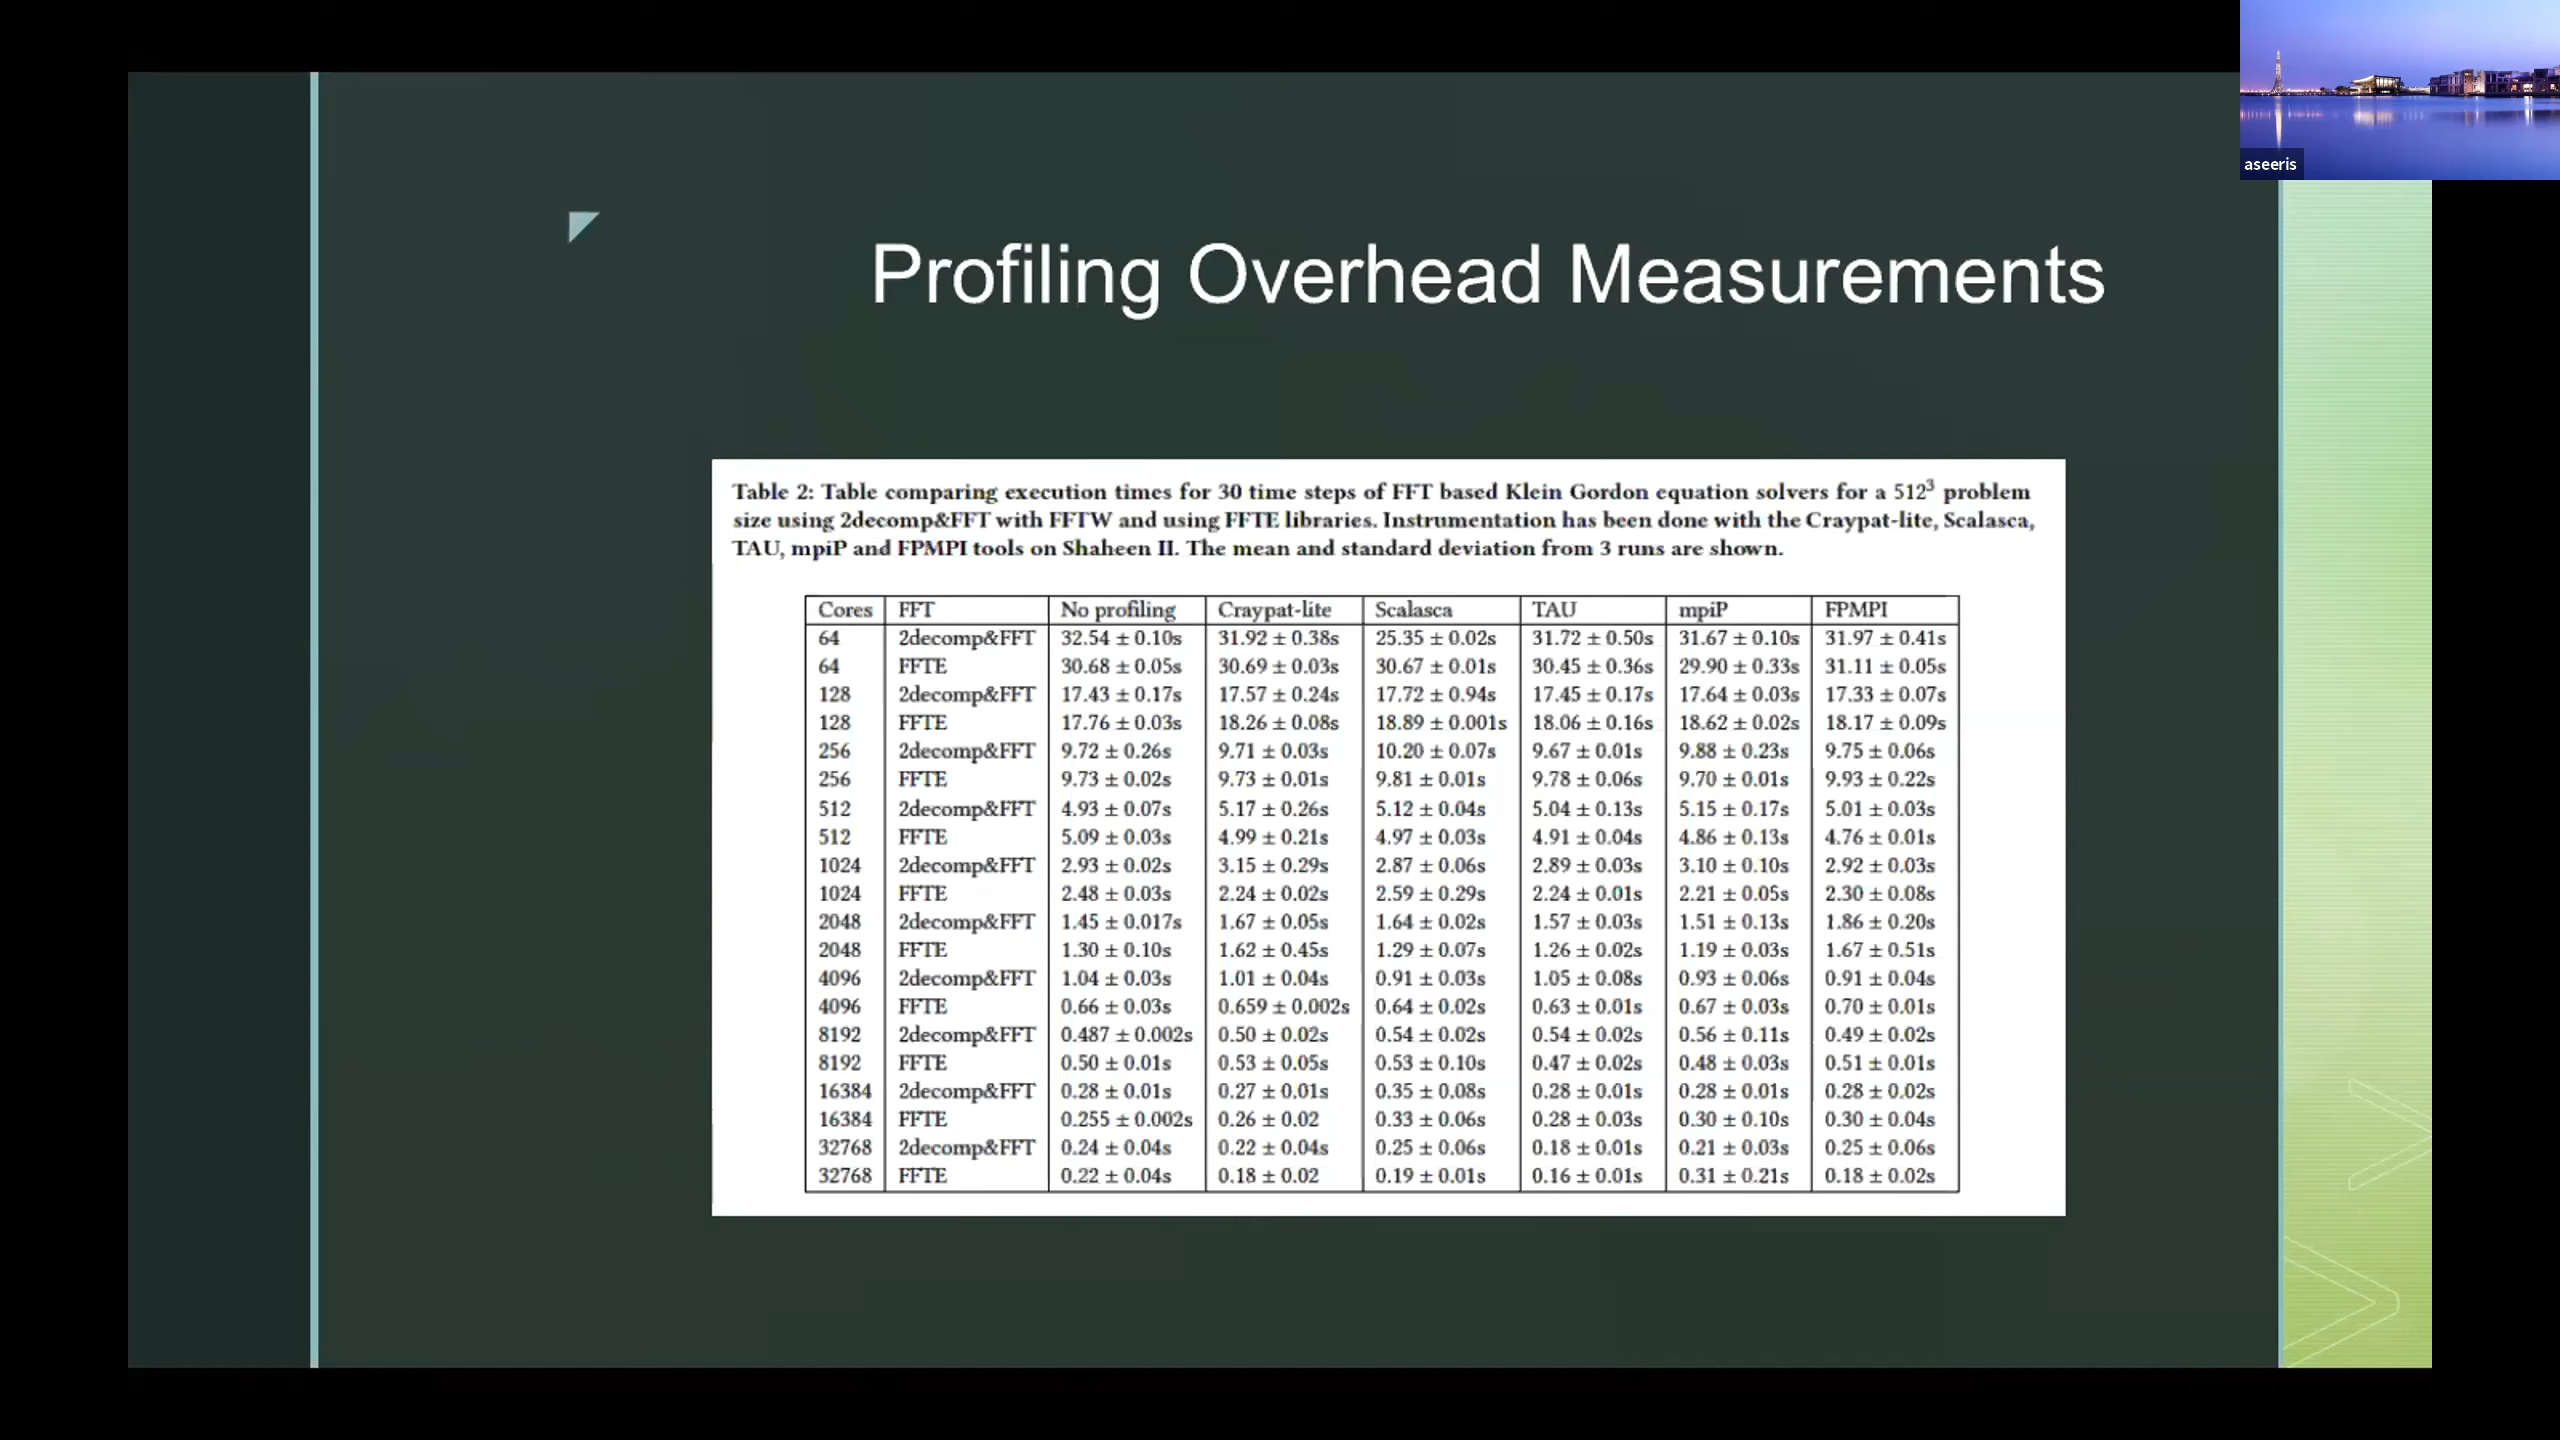 aseeris
Profiling Overhead Measurements
Table 2: Table comparing execution times for 30 time steps of FFT based Klein Gordon equation solvers for a 512³ problem
size using 2decomp&FFT with FFTW and using FFTE libraries. Instrumentation has been done with the Craypat-lite, Scalasca,
TAU, mpiP and FPMPI tools on Shaheen II. The mean and standard deviation from 3 runs are shown.
Cores FFT No profiling Craypat-lite Scalasca TAU mpiP FPMPI
64 2decomp&FFT 32.54 ± 0.10s 31.92 ± 0.38s 25.35 ± 0.02s 31.72 ± 0.50s 31.67 ± 0.10s 31.97 ± 0.41s
64 FFTE 30.68 ± 0.05s 30.69 ± 0.03s 30.67 ± 0.01s 30.45 ± 0.36s 29.90 ± 0.33s 31.11 ± 0.05s
128 2decomp&FFT 17.43 ± 0.17s 17.57 ± 0.24s 17.72 ± 0.94s 17.45 ± 0.17s 17.64 ± 0.03s 17.33 ± 0.07s
128 FFTE 17.76 ± 0.03s 18.26 ± 0.08s 18.89 ± 0.001s 18.06 ± 0.16s 18.62 ± 0.02s 18.17 ± 0.09s
256 2decomp&FFT 9.72 ± 0.26s 9.71 ± 0.03s 10.20 ± 0.07s 9.67 ± 0.01s 9.88 ± 0.23s 9.75 ± 0.06s
256 FFTE 9.73 ± 0.02s 9.73 ± 0.01s 9.81 ± 0.01s 9.78 ± 0.06s 9.70 ± 0.01s 9.93 ± 0.22s
512 2decomp&FFT 4.93 ± 0.07s 5.17 ± 0.26s 5.12 ± 0.04s 5.04 ± 0.13s 5.15 ± 0.17s 5.01 ± 0.03s
512 FFTE 5.09 ± 0.03s 4.99 ± 0.21s 4.97 ± 0.03s 4.91 ± 0.04s 4.86 ± 0.13s 4.76 ± 0.01s
1024 2decomp&FFT 2.93 ± 0.02s 3.15 ± 0.29s 2.87 ± 0.06s 2.89 ± 0.03s 3.10 ± 0.10s 2.92 ± 0.03s
1024 FFTE 2.48 ± 0.03s 2.24 ± 0.02s 2.59 ± 0.29s 2.24 ± 0.01s 2.21 ± 0.05s 2.30 ± 0.08s
2048 2decomp&FFT 1.45 ± 0.017s 1.67 ± 0.05s 1.64 ± 0.02s 1.57 ± 0.03s 1.51 ± 0.13s 1.86 ± 0.20s
2048 FFTE 1.30 ± 0.10s 1.62 ± 0.45s 1.29 ± 0.07s 1.26 ± 0.02s 1.19 ± 0.03s 1.67 ± 0.51s
4096 2decomp&FFT 1.04 ± 0.03s 1.01 ± 0.04s 0.91 ± 0.03s 1.05 ± 0.08s 0.93 ± 0.06s 0.91 ± 0.04s
4096 FFTE 0.66 ± 0.03s 0.659 ± 0.002s 0.64 ± 0.02s 0.63 ± 0.01s 0.67 ± 0.03s 0.70 ± 0.01s
8192 2decomp&FFT 0.487 ± 0.002s 0.50 ± 0.02s 0.54 ± 0.02s 0.54 ± 0.02s 0.56 ± 0.11s 0.49 ± 0.02s
8192 FFTE 0.50 ± 0.01s 0.53 ± 0.05s 0.53 ± 0.10s 0.47 ± 0.02s 0.48 ± 0.03s 0.51 ± 0.01s
16384 2decomp&FFT 0.28 ± 0.01s 0.27 ± 0.01s 0.35 ± 0.08s 0.28 ± 0.01s 0.28 ± 0.01s 0.28 ± 0.02s
16384 FFTE 0.255 ± 0.002s 0.26 ± 0.02 0.33 ± 0.06s 0.28 ± 0.03s 0.30 ± 0.10s 0.30 ± 0.04s
32768 2decomp&FFT 0.24 ± 0.04s 0.22 ± 0.04s 0.25 ± 0.06s 0.18 ± 0.01s 0.21 ± 0.03s 0.25 ± 0.06s
32768 FFTE 0.22 ± 0.04s 0.18 ± 0.02 0.19 ± 0.01s 0.16 ± 0.01s 0.31 ± 0.21s 0.18 ± 0.02s